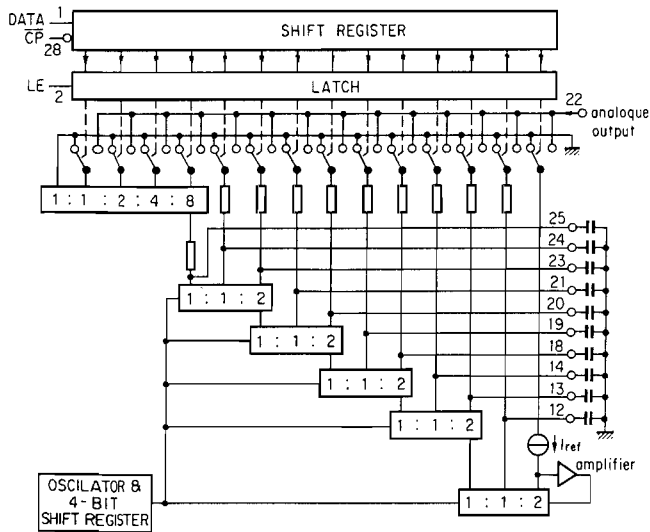 DATA 1
SHIFT REGISTER
CP
28
LE
2
LATCH
22
analogue
output
1 : 1 : 2 : 4 : 8
25
24
23
1 : 1 : 2
21
20
1 : 1 : 2
19
18
1 : 1 : 2
14
13
1 : 1 : 2
12
Iref
amplifier
OSCILATOR &
4-BIT
SHIFT REGISTER
1 : 1 : 2